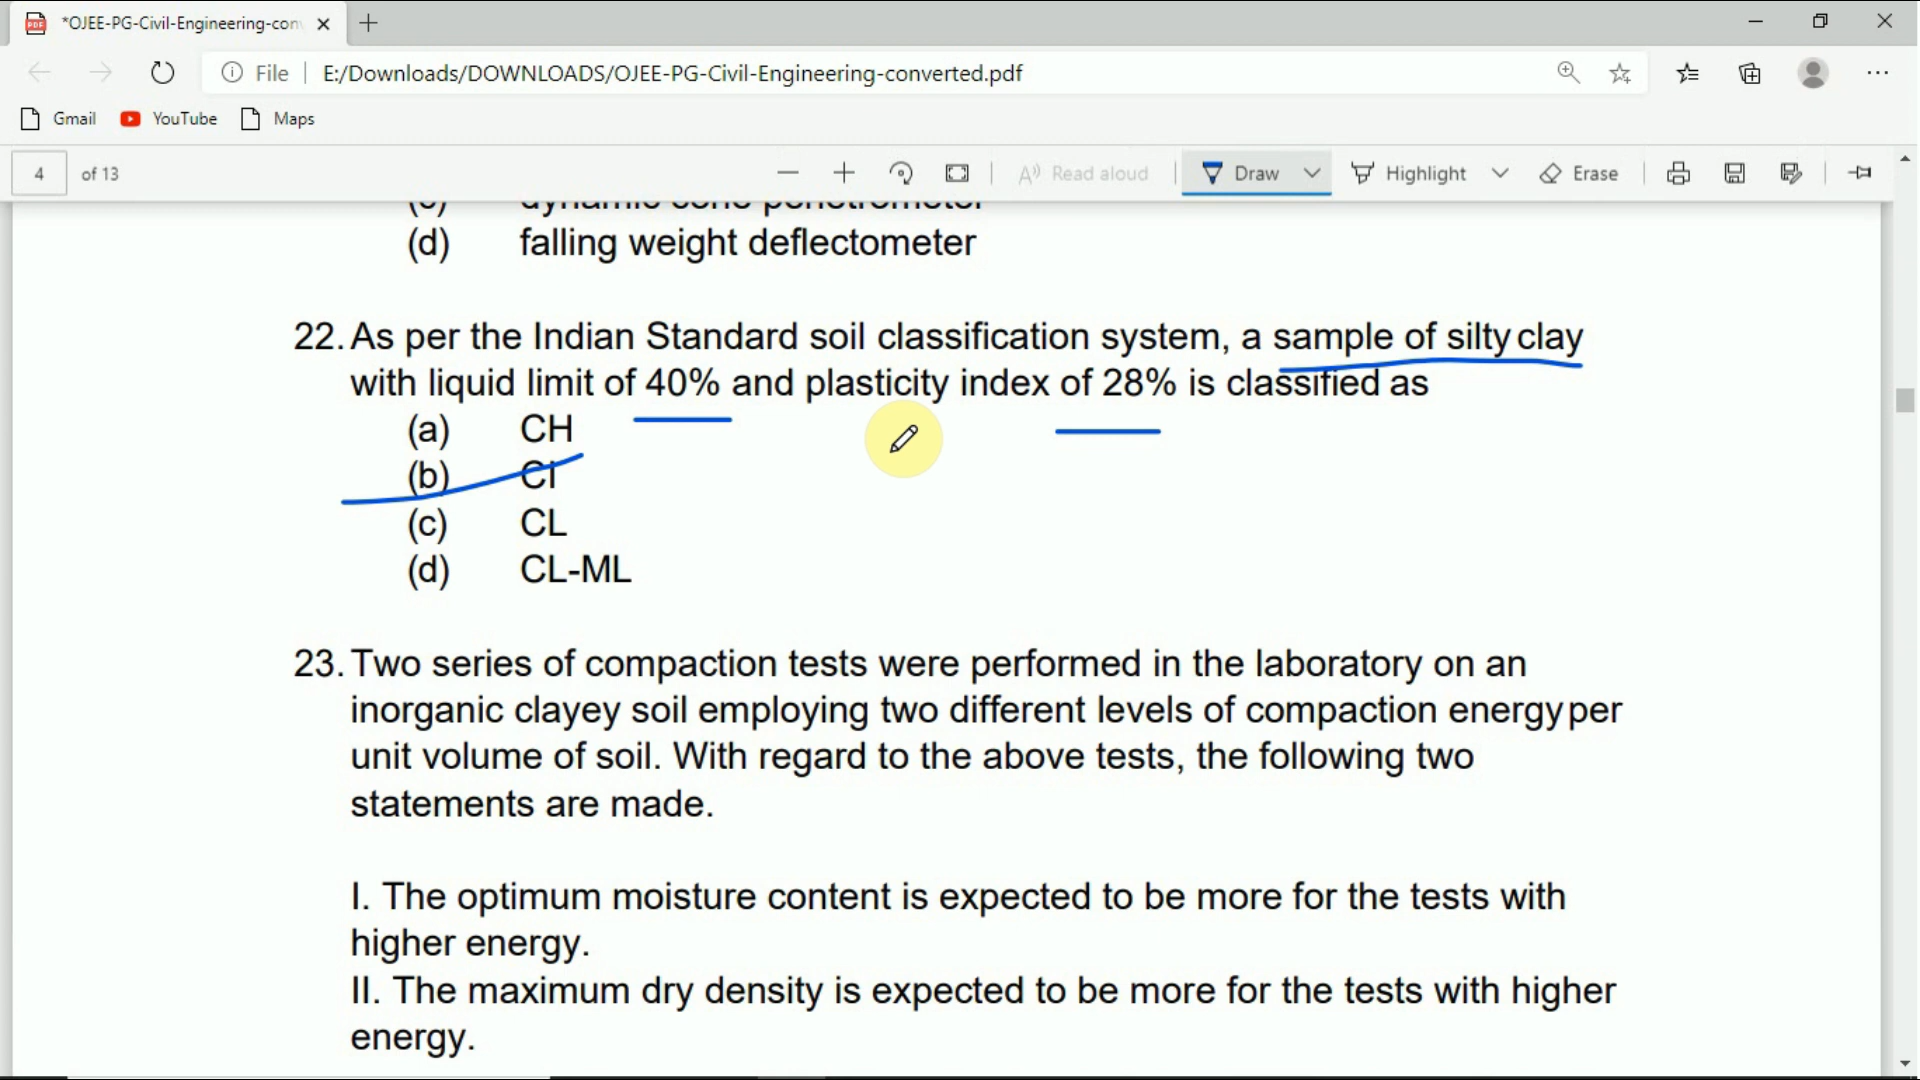 *OJEE-PG-Civil-Engineering-con
File
E:/Downloads/DOWNLOADS/OJEE-PG-Civil-Engineering-converted.pdf
Gmail
YouTube
Maps
4 of 13
Read aloud
Draw
Highlight
Erase
(c) dynamic cone penetrometer
(d) falling weight deflectometer
22. As per the Indian Standard soil classification system, a sample of silty clay
with liquid limit of 40% and plasticity index of 28% is classified as
(a) CH
(b) CI
(c) CL
(d) CL-ML
23. Two series of compaction tests were performed in the laboratory on an
inorganic clayey soil employing two different levels of compaction energy per
unit volume of soil. With regard to the above tests, the following two
statements are made.
I. The optimum moisture content is expected to be more for the tests with
higher energy.
II. The maximum dry density is expected to be more for the tests with higher
energy.